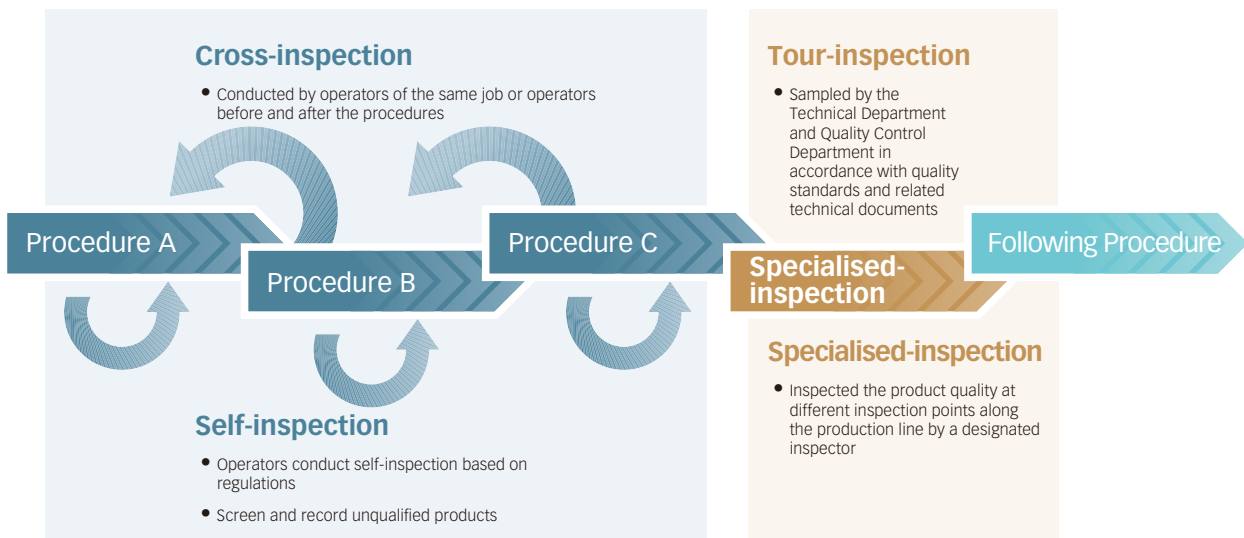 Cross-inspection
• Conducted by operators of the same job or operators
before and after the procedures
Tour-inspection
• Sampled by the
Technical Department
and Quality Control
Department in
accordance with quality
standards and related
technical documents
Procedure A
Procedure B
Procedure C
Specialised-
inspection
Following Procedure
Self-inspection
• Operators conduct self-inspection based on
regulations
• Screen and record unqualified products
Specialised-inspection
• Inspected the product quality at
different inspection points along
the production line by a designated
inspector